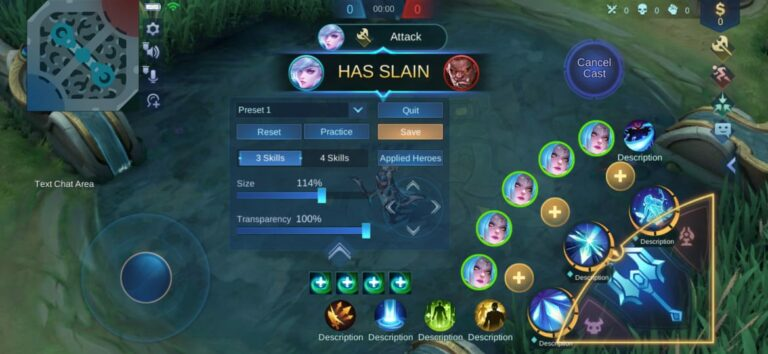 0
00:00
0
0
0
0
$
0
Attack
HAS SLAIN
Cancel
Cast
Preset 1
Quit
Reset
Practice
Save
3 Skills
4 Skills
Applied Heroes
Size
114%
Transparency
100%
Text Chat Area
Description
Description
Description
Description
Description
Description
Description
Description